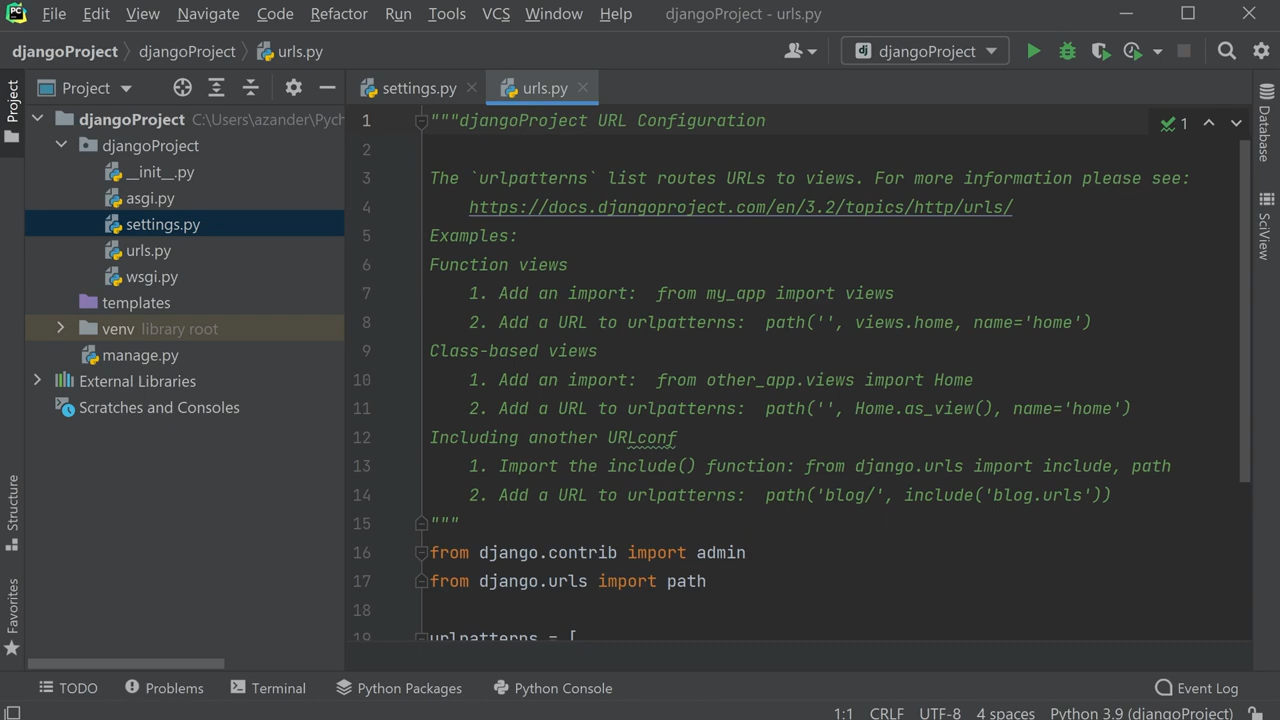 PC File Edit View Navigate Code Refactor Run Tools VCS Window Help djangoProject - urls.py
djangoProject djangoProject urls.py dj djangoProject
Project
Project
settings.py urls.py
djangoProject C:\Users\azander\Pych
djangoProject
__init__.py
asgi.py
settings.py
urls.py
wsgi.py
templates
venv library root
manage.py
External Libraries
Scratches and Consoles
Structure
Favorites
1 """djangoProject URL Configuration
2
3 The `urlpatterns` list routes URLs to views. For more information please see:
4 https://docs.djangoproject.com/en/3.2/topics/http/urls/
5 Examples:
6 Function views
7 1. Add an import:  from my_app import views
8 2. Add a URL to urlpatterns:  path('', views.home, name='home')
9 Class-based views
10 1. Add an import:  from other_app.views import Home
11 2. Add a URL to urlpatterns:  path('', Home.as_view(), name='home')
12 Including another URLconf
13 1. Import the include() function: from django.urls import include, path
14 2. Add a URL to urlpatterns:  path('blog/', include('blog.urls'))
15 """
16 from django.contrib import admin
17 from django.urls import path
18
19 urlpatterns = [
1
Database
SciView
TODO Problems Terminal Python Packages Python Console Event Log
1:1 CRLF UTF-8 4 spaces Python 3.9 (djangoProject)